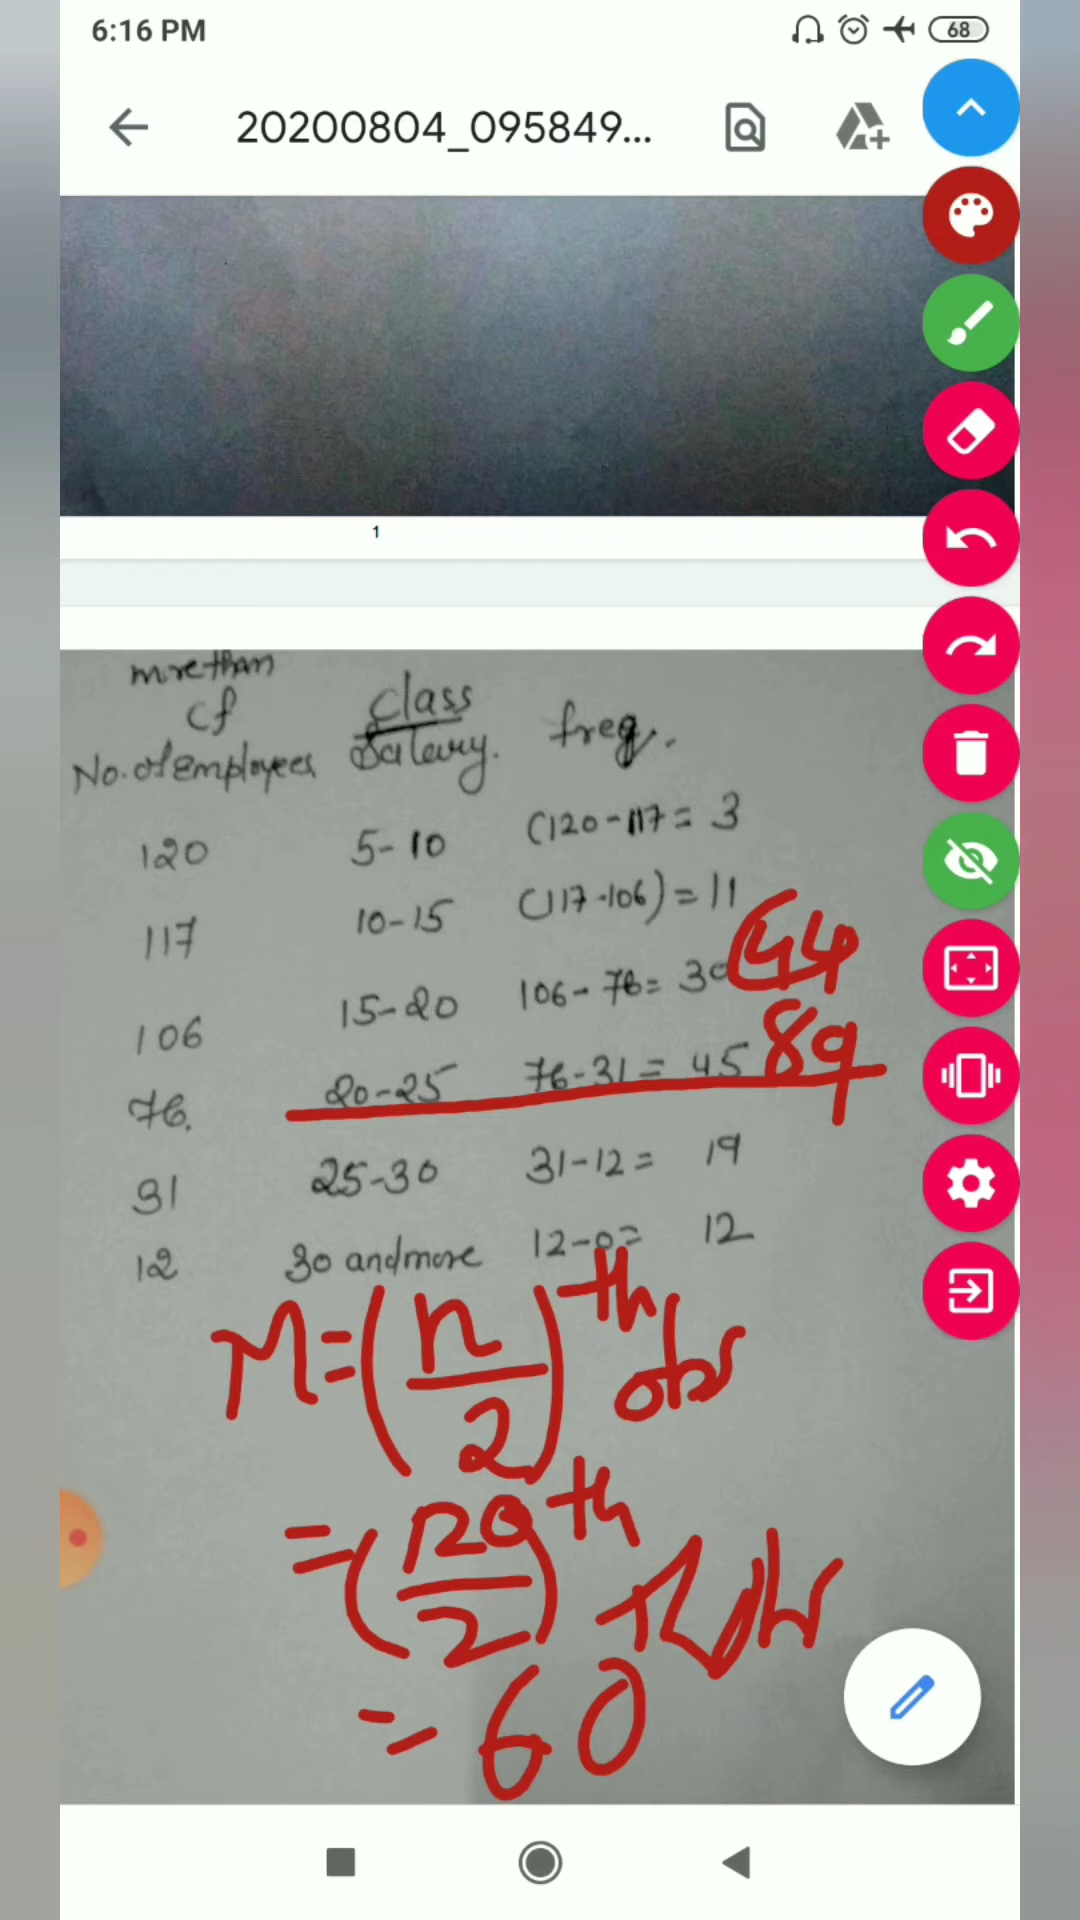 6:16 PM
68
20200804_095849...
1
more than
cf class freq.
No. of Employees Salary.
120 5-10 (120-117= 3
117 10-15 (117-106)=11
106 15-20 106-76= 30 44
76. 20-25 76-31= 45 89
31 25-30 31-12= 19
12 30 and more 12-0= 12
M=(n/2)th obs
=(120/2)th
= 60